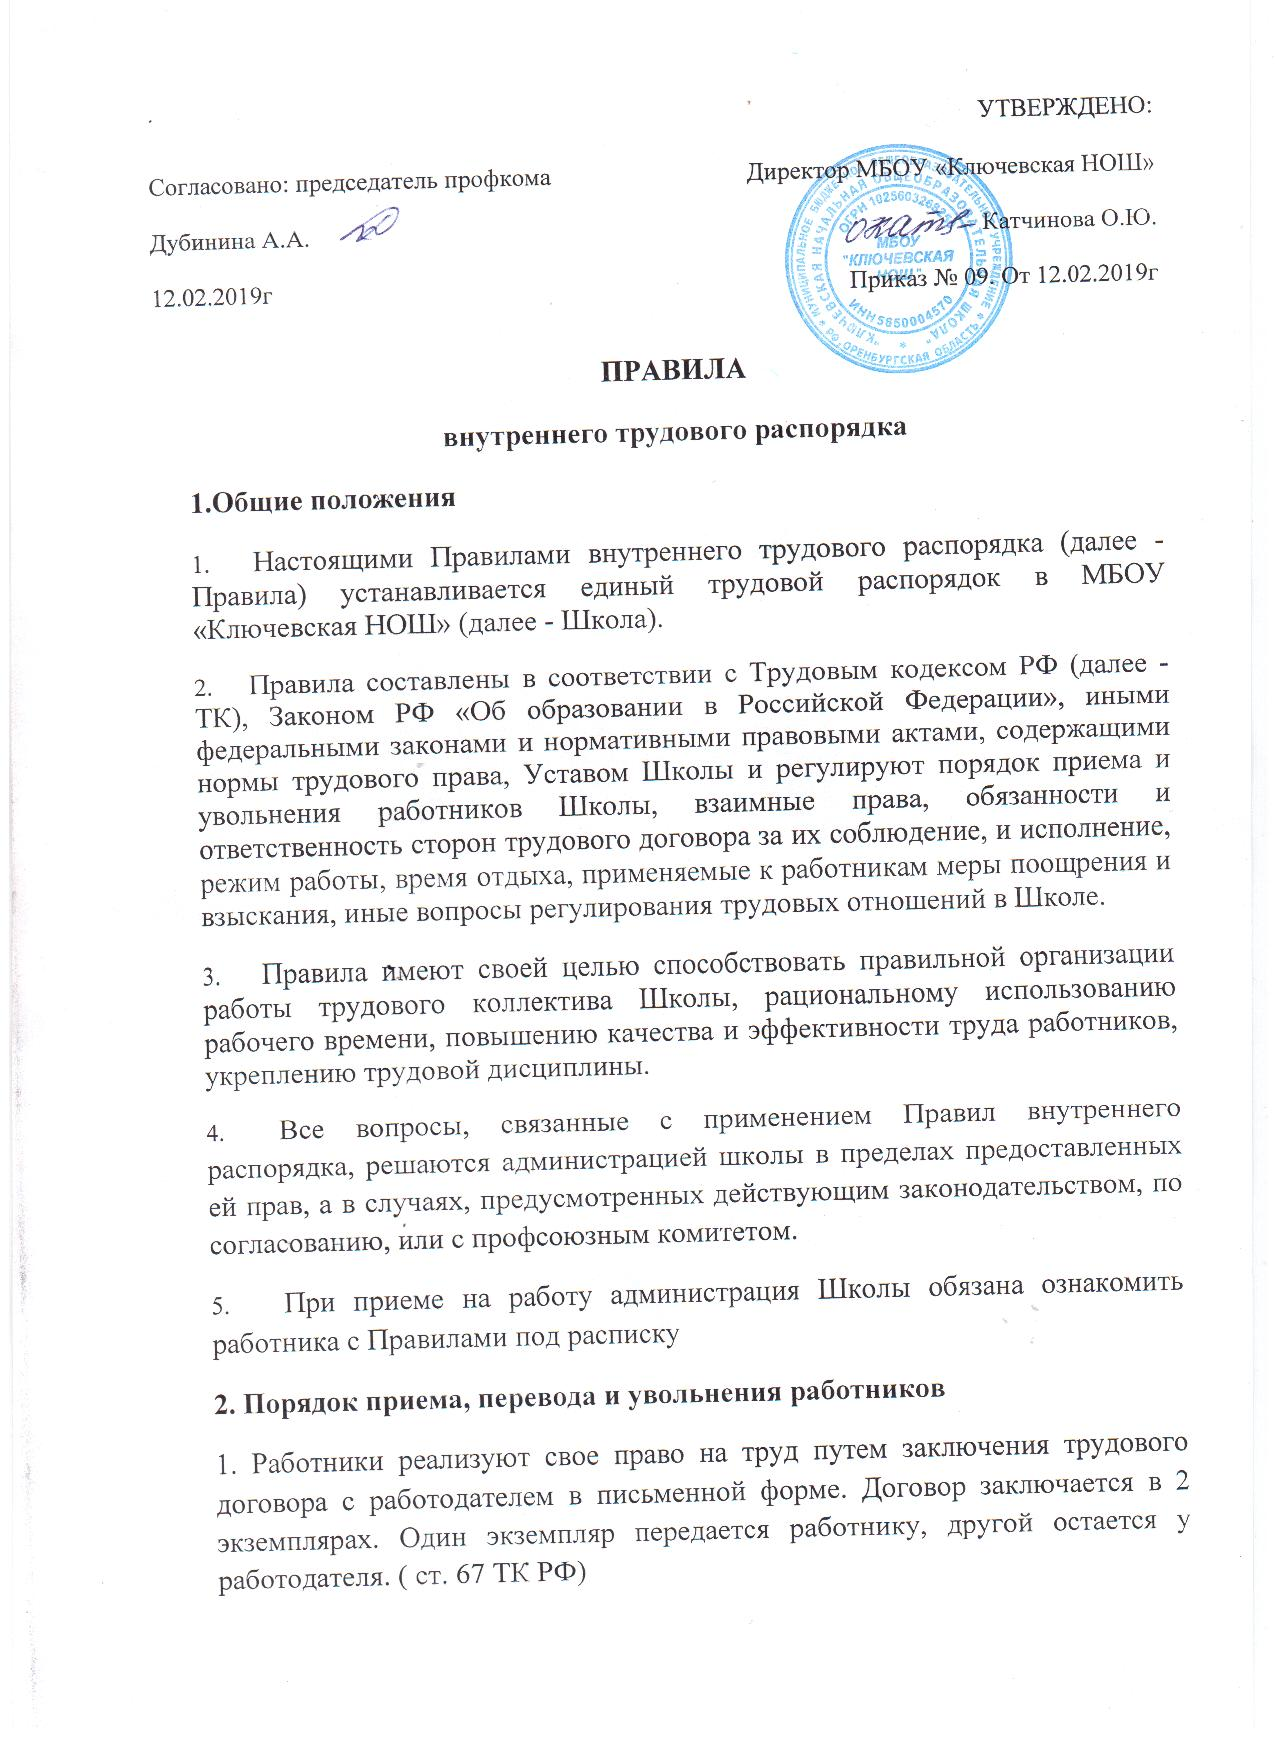 УТВЕРЖДЕНО:
Согласовано: председатель профкома
Директор МБОУ «Ключевская НОШ»
Дубинина А.А.
Катчинова О.Ю.
12.02.2019г
Приказ № 09. От 12.02.2019г
МБОУ
"КЛЮЧЕВСКАЯ
НОШ"
ИНН 5650004570
РФ, ОРЕНБУРГСКАЯ ОБЛАСТЬ
ПРАВИЛА
внутреннего трудового распорядка
1.Общие положения
1. Настоящими Правилами внутреннего трудового распорядка (далее -
Правила) устанавливается единый трудовой распорядок в МБОУ
«Ключевская НОШ» (далее - Школа).
2. Правила составлены в соответствии с Трудовым кодексом РФ (далее -
ТК), Законом РФ «Об образовании в Российской Федерации», иными
федеральными законами и нормативными правовыми актами, содержащими
нормы трудового права, Уставом Школы и регулируют порядок приема и
увольнения работников Школы, взаимные права, обязанности и
ответственность сторон трудового договора за их соблюдение, и исполнение,
режим работы, время отдыха, применяемые к работникам меры поощрения и
взыскания, иные вопросы регулирования трудовых отношений в Школе.
3. Правила имеют своей целью способствовать правильной организации
работы трудового коллектива Школы, рациональному использованию
рабочего времени, повышению качества и эффективности труда работников,
укреплению трудовой дисциплины.
4. Все вопросы, связанные с применением Правил внутреннего
распорядка, решаются администрацией школы в пределах предоставленных
ей прав, а в случаях, предусмотренных действующим законодательством, по
согласованию, или с профсоюзным комитетом.
5. При приеме на работу администрация Школы обязана ознакомить
работника с Правилами под расписку
2. Порядок приема, перевода и увольнения работников
1. Работники реализуют свое право на труд путем заключения трудового
договора с работодателем в письменной форме. Договор заключается в 2
экземплярах. Один экземпляр передается работнику, другой остается у
работодателя. ( ст. 67 ТК РФ)